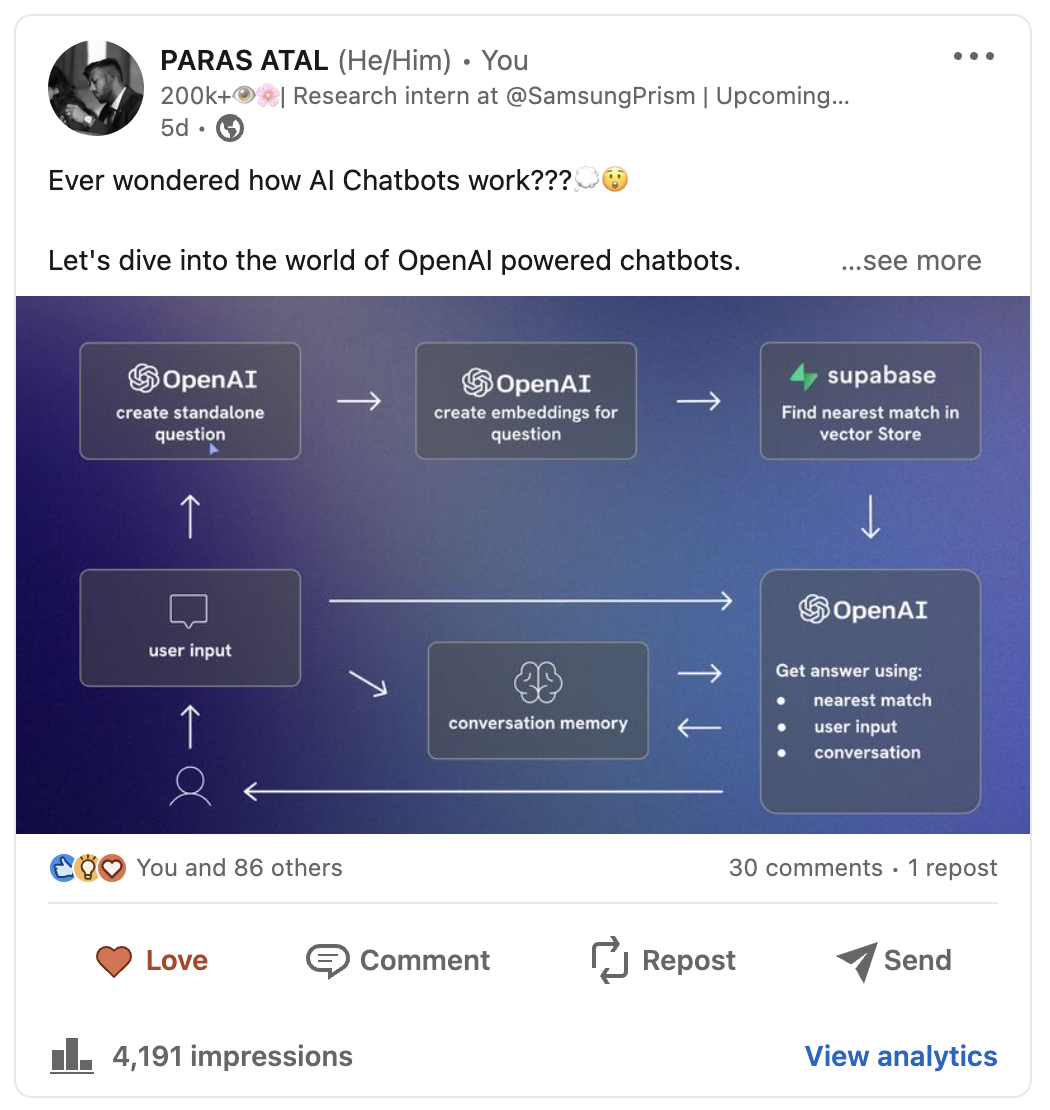 PARAS ATAL (He/Him) • You
200k+👁️🌸| Research intern at @SamsungPrism | Upcoming...
5d •
Ever wondered how AI Chatbots work???💭😲
Let's dive into the world of OpenAI powered chatbots.
...see more
OpenAI
create standalone
question
OpenAI
create embeddings for
question
supabase
Find nearest match in
vector Store
user input
conversation memory
OpenAI
Get answer using:
• nearest match
• user input
• conversation
You and 86 others
30 comments • 1 repost
Love
Comment
Repost
Send
4,191 impressions
View analytics